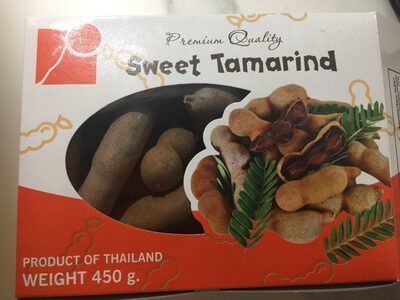 Premium Quality
Sweet Tamarind
PRODUCT OF THAILAND
WEIGHT 450 g.